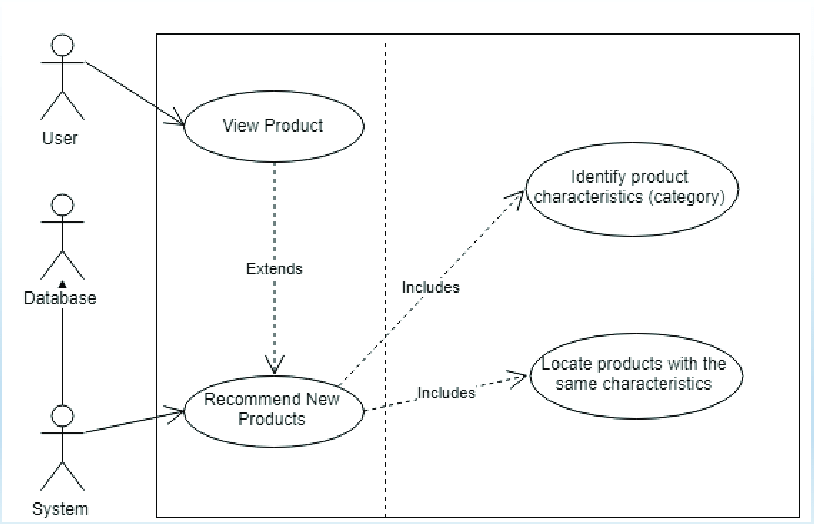 User
View Product
Identify product
characteristics (category)
Database
Extends
Includes
System
Recommend New
Products
Includes
Locate products with the
same characteristics